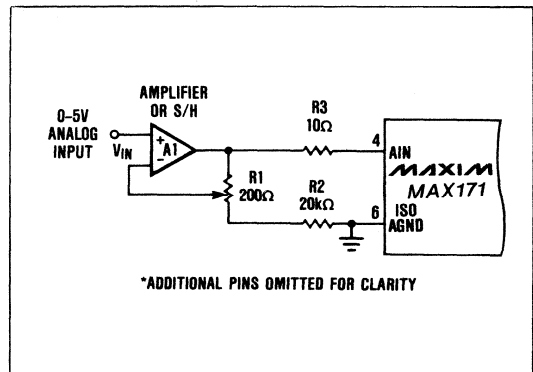 AMPLIFIER
OR S/H
0–5V
ANALOG
INPUT
VIN
+
A1
−
R1
200Ω
R3
10Ω
R2
20kΩ
4
AIN
MAXIM
MAX171
6
ISO
AGND
*ADDITIONAL PINS OMITTED FOR CLARITY